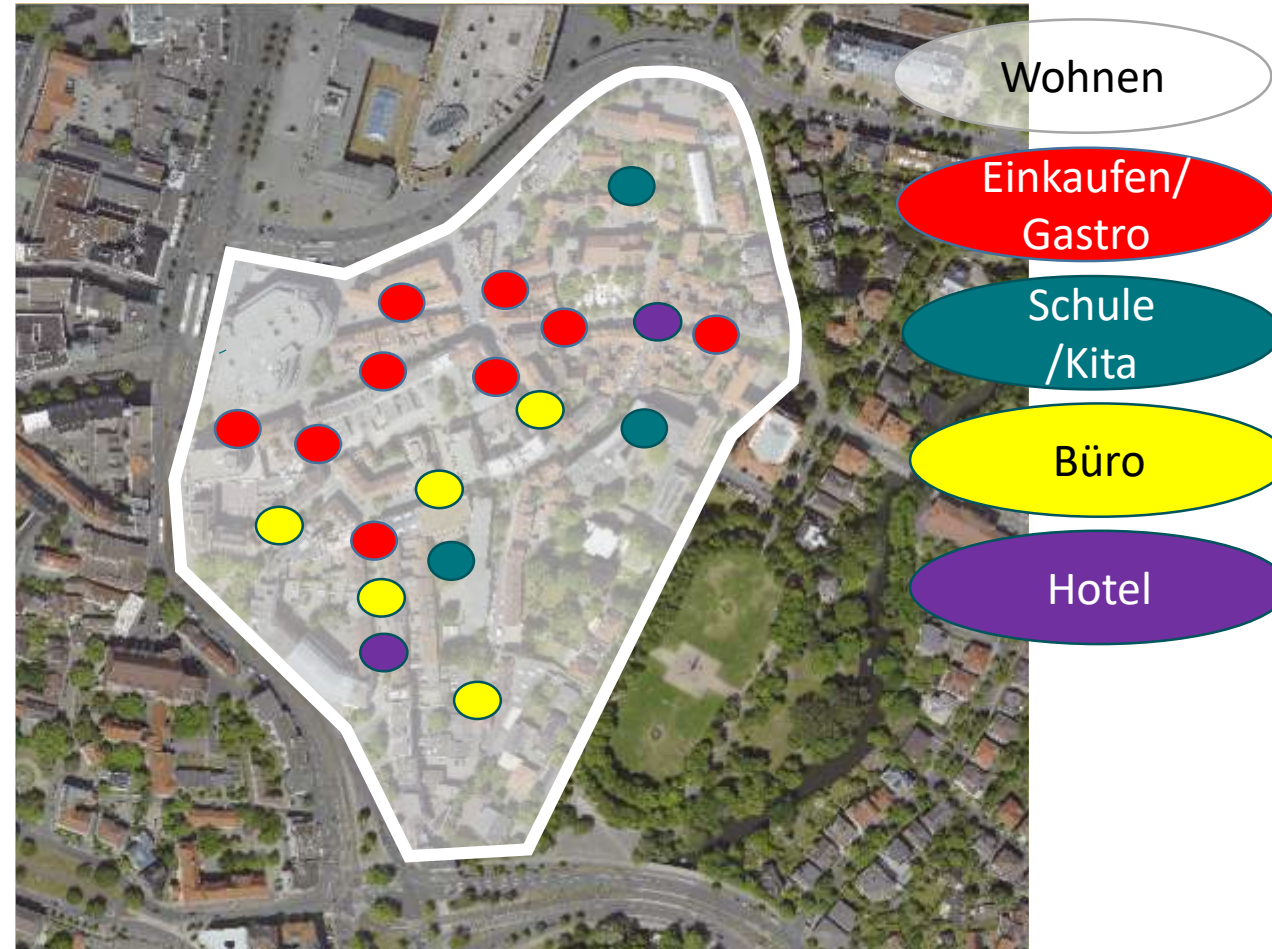 Wohnen
Einkaufen/
Gastro
Schule
/Kita
Büro
Hotel